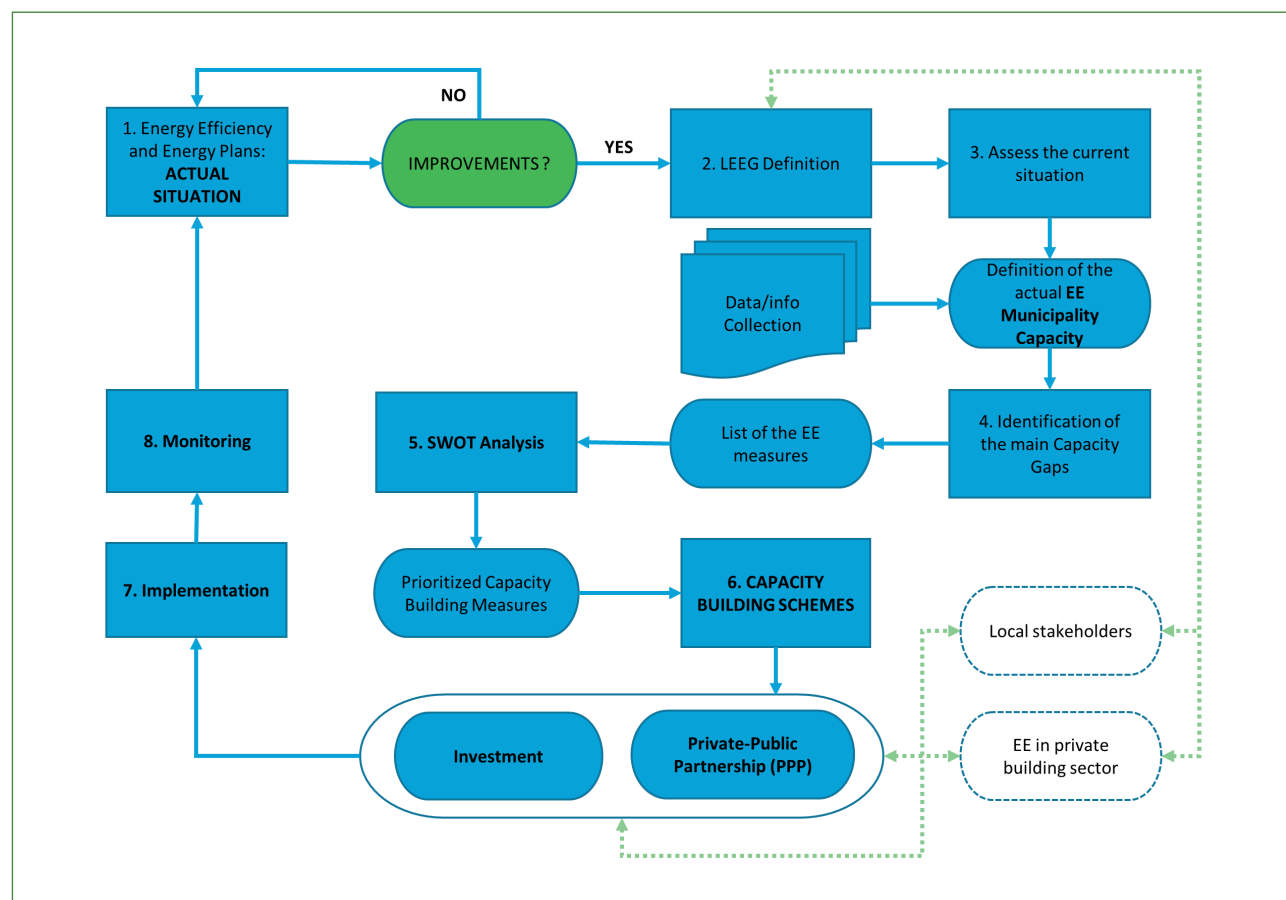 NO
1. Energy Efficiency
and Energy Plans:
ACTUAL
SITUATION
IMPROVEMENTS ?
YES
2. LEEG Definition
3. Assess the current
situation
Data/info
Collection
Definition of the
actual EE
Municipality
Capacity
4. Identification of
the main Capacity
Gaps
List of the EE
measures
5. SWOT Analysis
8. Monitoring
7. Implementation
Prioritized Capacity
Building Measures
6. CAPACITY
BUILDING SCHEMES
Local stakeholders
Investment
Private-Public
Partnership (PPP)
EE in private
building sector